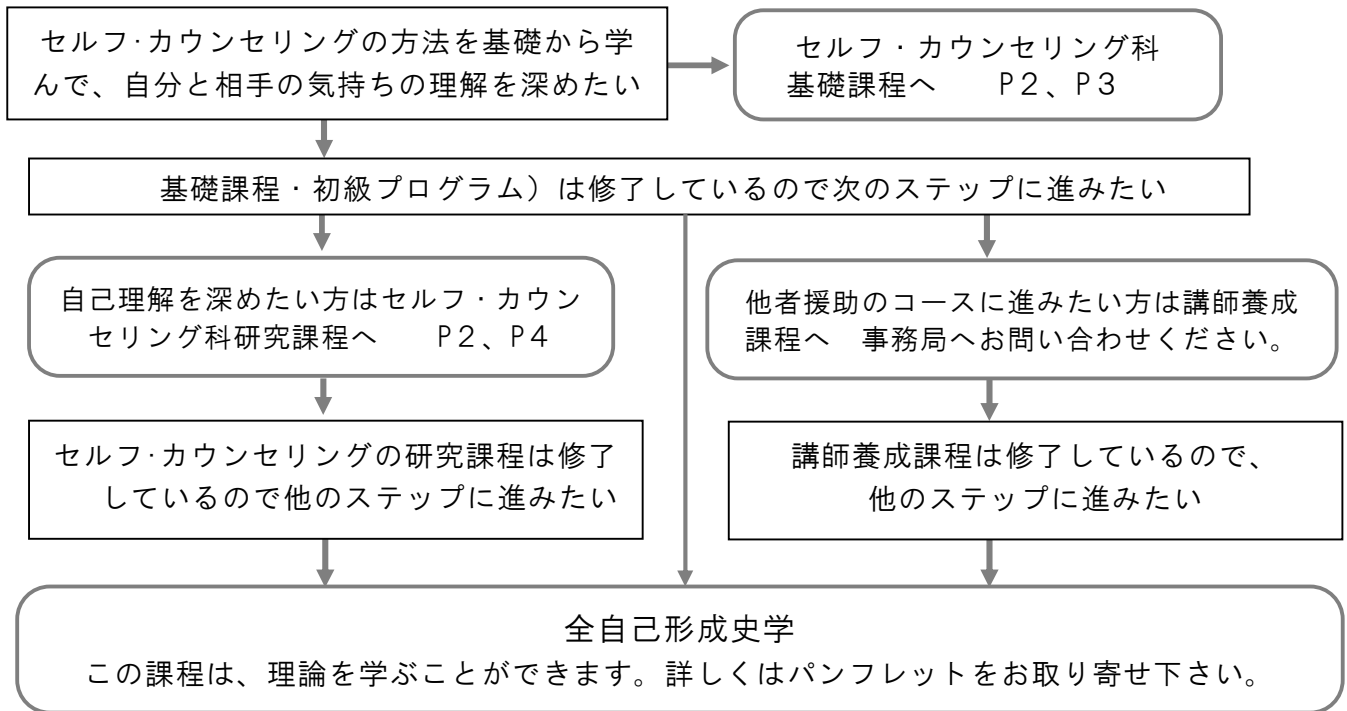 セルフ･カウンセリングの方法を基礎から学
んで、自分と相手の気持ちの理解を深めたい
セルフ・カウンセリング科
基礎課程へ　　Ｐ２、Ｐ３
基礎課程・初級プログラム）は修了しているので次のステップに進みたい
自己理解を深めたい方はセルフ・カウン
セリング科研究課程へ　　Ｐ２、Ｐ４
他者援助のコースに進みたい方は講師養成
課程へ　事務局へお問い合わせください。
セルフ･カウンセリングの研究課程は修了
しているので他のステップに進みたい
講師養成課程は修了しているので、
他のステップに進みたい
全自己形成史学
この課程は、理論を学ぶことができます。詳しくはパンフレットをお取り寄せ下さい。